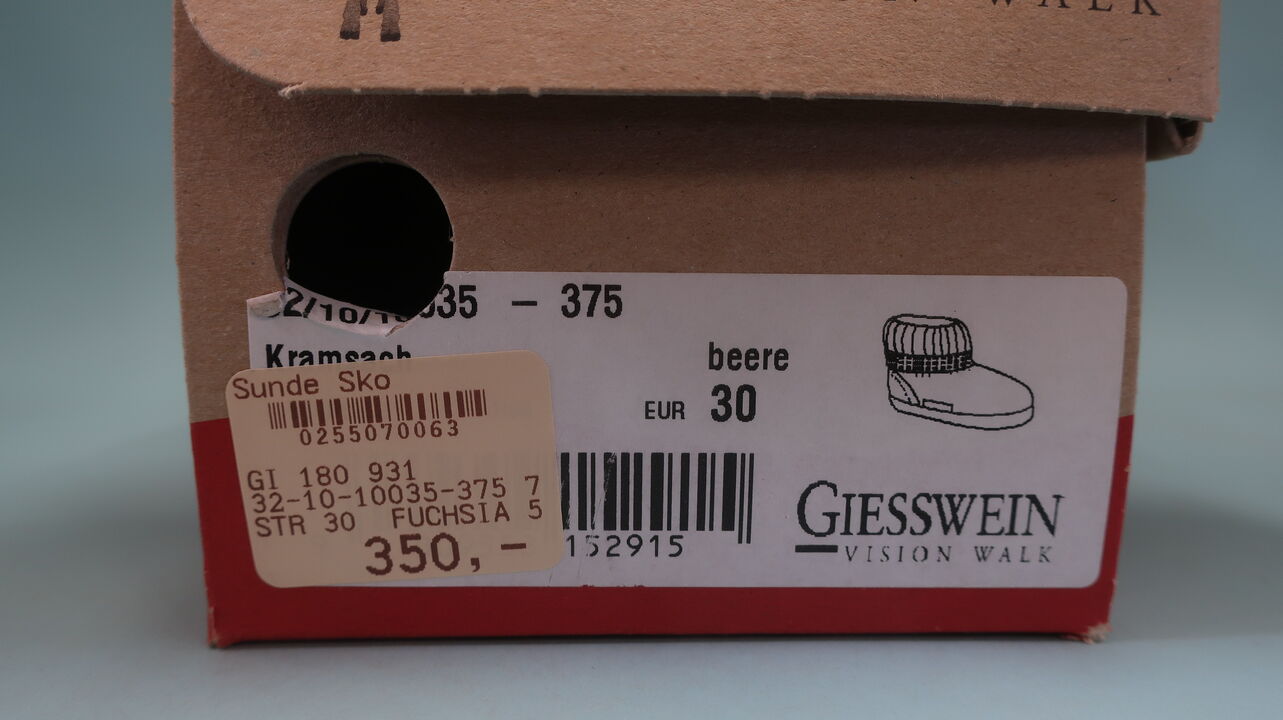 WALK
- 375
Kramsach
beere
EUR 30
Sunde Sko
0255070063
GI 180 931
32-10-10035-375 7
STR 30 FUCHSIA 5
350,-
152915
GIESSWEIN
VISION WALK